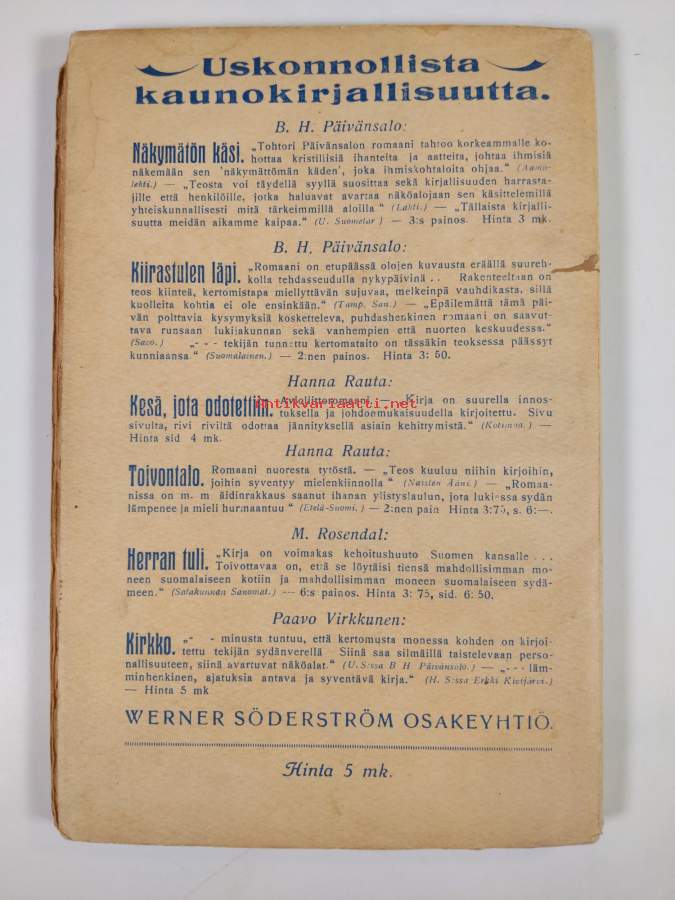 Uskonnollista
kaunokirjallisuutta.
B. H. Päivänsalo:
Näkymätön käsi. „Tohtori Päivänsalon romaani tahtoo korkeammalle ko-
hottaa kristillisiä ihanteita ja aatteita, johtaa ihmisiä
näkemään sen 'näkymättömän käden', joka ihmiskohtaloita ohjaa.“ (Aamu-
lehti.) — „Teosta voi täydellä syyllä suosittaa sekä kirjallisuuden harrasta-
jille että henkilöille, jotka haluavat avartaa näköalojaan sen käsittelemillä
yhteiskunnallisesti mitä tärkeimmillä aloilla “ (Lahti.) — „Tällaista kirjalli-
suutta meidän aikamme kaipaa.“ (U. Suometar ) — 3:s painos. Hinta 3 mk.
B. H. Päivänsalo:
Kiirastulen läpi. „Romaani on etupäässä olojen kuvausta eräällä suureh-
kolla tehdasseudulla nykypäivinä . . Rakenteeltaan on
teos kiinteä, kertomistapa miellyttävän sujuvaa, melkeinpä vauhdikasta, sillä
kuolleita kohtia ei ole ensinkään.“ (Tamp. San.) — „Epäilemättä tämä päi-
vän polttavia kysymyksiä kosketteleva, puhdashenkinen romaani on saavut-
tava runsaan lukijakunnan sekä vanhempien että nuorten keskuudessa.“
(Savo.) „- - - tekijän tunnettu kertomataito on tässäkin teoksessa päässyt
kunniaansa.“ (Suomalainen.) — 2:nen painos. Hinta 3: 50.
Hanna Rauta:
Kesä, jota odotettiin. Avioliittoromaani. — Kirja on suurella innos-
tuksella ja johdonmukaisuudella kirjoitettu. Sivu
sivulta, rivi riviltä odottaa jännityksellä asiain kehittymistä.“ (Kotimaa.) —
Hinta sid 4 mk.
antikvariaatti.net
Hanna Rauta:
Toivontalo. Romaani nuoresta tytöstä. — „Teos kuuluu niihin kirjoihin,
joihin syventyy mielenkiinnolla “ (Naisten Ääni.) — „Romaa-
nissa on m. m äidinrakkaus saanut ihanan ylistyslaulun, jota lukiessa sydän
lämpenee ja mieli hurmaantuu “ (Etelä-Suomi.) — 2:nen pain Hinta 3:75, s. 6:—.
M. Rosendal:
Herran tuli. „Kirja on voimakas kehoitushuuto Suomen kansalle . . .
Toivottavaa on, että se löytäisi tiensä mahdollisimman mo-
neen suomalaiseen kotiin ja mahdollisimman moneen suomalaiseen sydä-
meen.“ (Satakunnan Sanomat.) — 6:s painos. Hinta 3: 75, sid. 6: 50.
Paavo Virkkunen:
Kirkko. „- - minusta tuntuu, että kertomusta monessa kohden on kirjoi-
tettu tekijän sydänverellä Siinä saa silmäillä taistelevaan perso-
nallisuuteen, siinä avartuvat näköalat.“ (U. S:ssa B H Päivänsalo.) — „- - - läm-
minhenkinen, ajatuksia antava ja syventävä kirja.“ (H. S:ssa Erkki Kivijärvi.)
— Hinta 5 mk
WERNER SÖDERSTRÖM OSAKEYHTIÖ.
Hinta 5 mk.